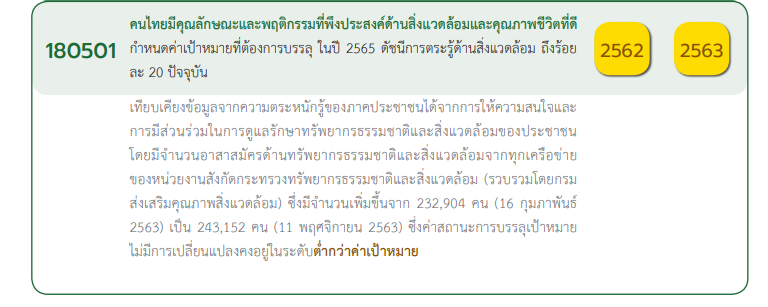 คนไทยมีคุณลักษณะและพฤติกรรมที่พึงประสงค์ด้านสิ่งแวดล้อมและคุณภาพชีวิตที่ดี
180501 กำหนดค่าเป้าหมายที่ต้องการบรรลุ ในปี 2565 ดัชนีการตระรู้ด้านสิ่งแวดล้อม ถึงร้อย 2562 2563
ละ 20 ปัจจุบัน
เทียบเคียงข้อมูลจากความตระหนักรู้ของภาคประชาชนได้จากการให้ความสนใจและ
การมีส่วนร่วมในการดูแลรักษาทรัพยากรธรรมชาติและสิ่งแวดล้อมของประชาชน
โดยมีจำนวนอาสาสมัครด้านทรัพยากรธรรมชาติและสิ่งแวดล้อมจากทุกเครือข่าย
ของหน่วยงานสังกัดกระทรวงทรัพยากรธรรมชาติและสิ่งแวดล้อม (รวบรวมโดยกรม
ส่งเสริมคุณภาพสิ่งแวดล้อม) ซึ่งมีจำนวนเพิ่มขึ้นจาก 232,904 คน (16 กุมภาพันธ์
2563) เป็น 243,152 คน (11 พฤศจิกายน 2563) ซึ่งค่าสถานะการบรรลุเป้าหมาย
ไม่มีการเปลี่ยนแปลงคงอยู่ในระดับต่ำกว่าค่าเป้าหมาย